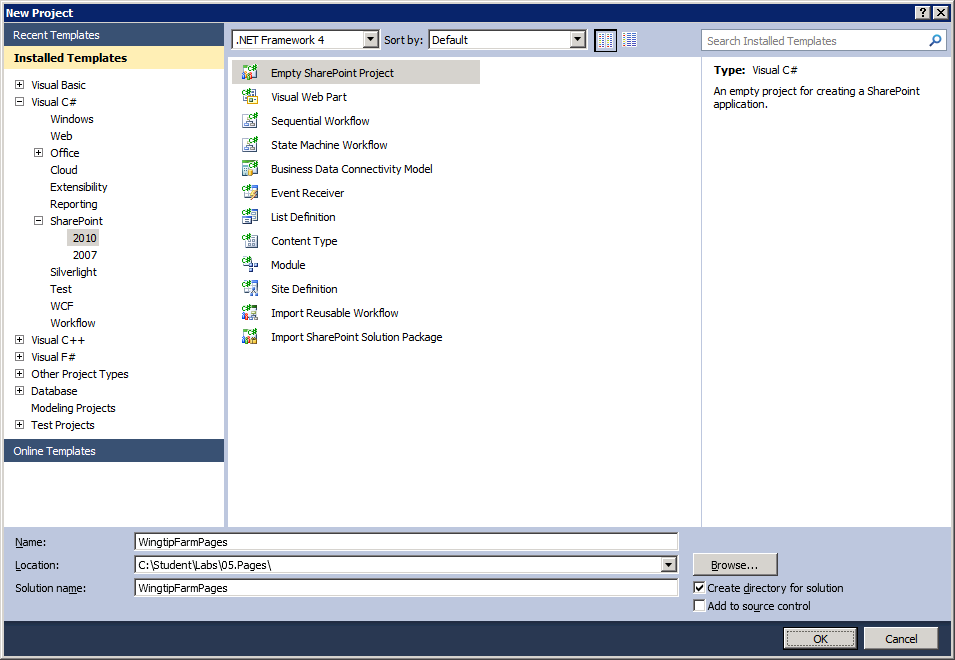 New Project
Recent Templates
Installed Templates
Visual Basic
Visual C#
Windows
Web
Office
Cloud
Extensibility
Reporting
SharePoint
2010
2007
Silverlight
Test
WCF
Workflow
Visual C++
Visual F#
Other Project Types
Database
Modeling Projects
Test Projects
Online Templates
.NET Framework 4
Sort by: Default
Search Installed Templates
Empty SharePoint Project
Visual Web Part
Sequential Workflow
State Machine Workflow
Business Data Connectivity Model
Event Receiver
List Definition
Content Type
Module
Site Definition
Import Reusable Workflow
Import SharePoint Solution Package
Type: Visual C#
An empty project for creating a SharePoint
application.
Name: WingtipFarmPages
Location: C:\Student\Labs\05.Pages\
Browse...
Solution name: WingtipFarmPages
Create directory for solution
Add to source control
OK
Cancel